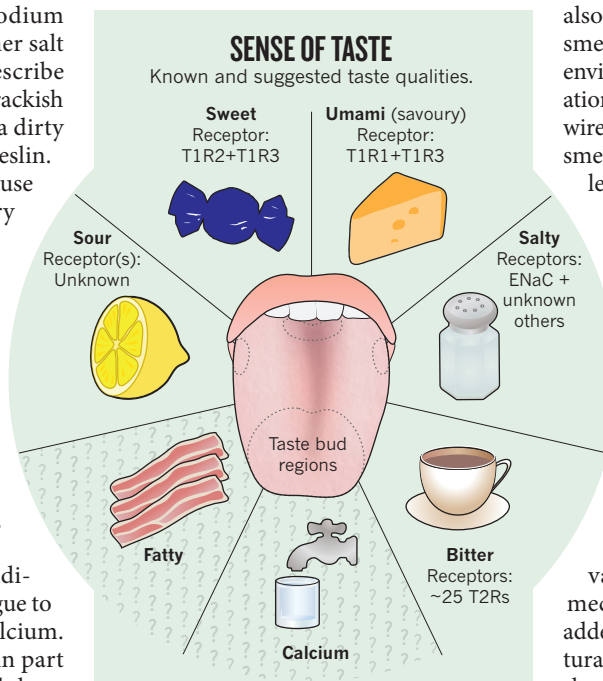 odium
er salt
escribe
rackish
a dirty
eslin.
use
ry
SENSE OF TASTE
Known and suggested taste qualities.
Sweet
Receptor:
T1R2+T1R3
Umami (savoury)
Receptor:
T1R1+T1R3
Sour
Receptor(s):
Unknown
Salty
Receptors:
ENaC +
unknown
others
Taste bud
regions
Fatty
Calcium
Bitter
Receptors:
~25 T2Rs
di-
gue to
lcium.
in part
also
sme
envi
ation
wire
sme
le
va
med
adde
tura